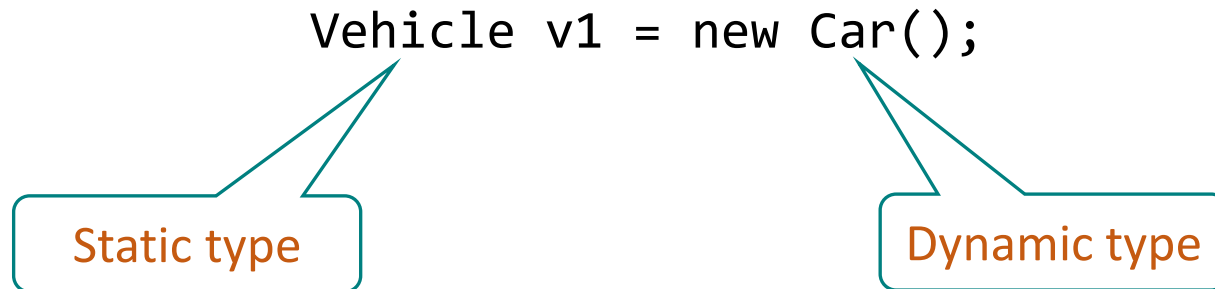 Vehicle v1 = new Car();
Static type
Dynamic type